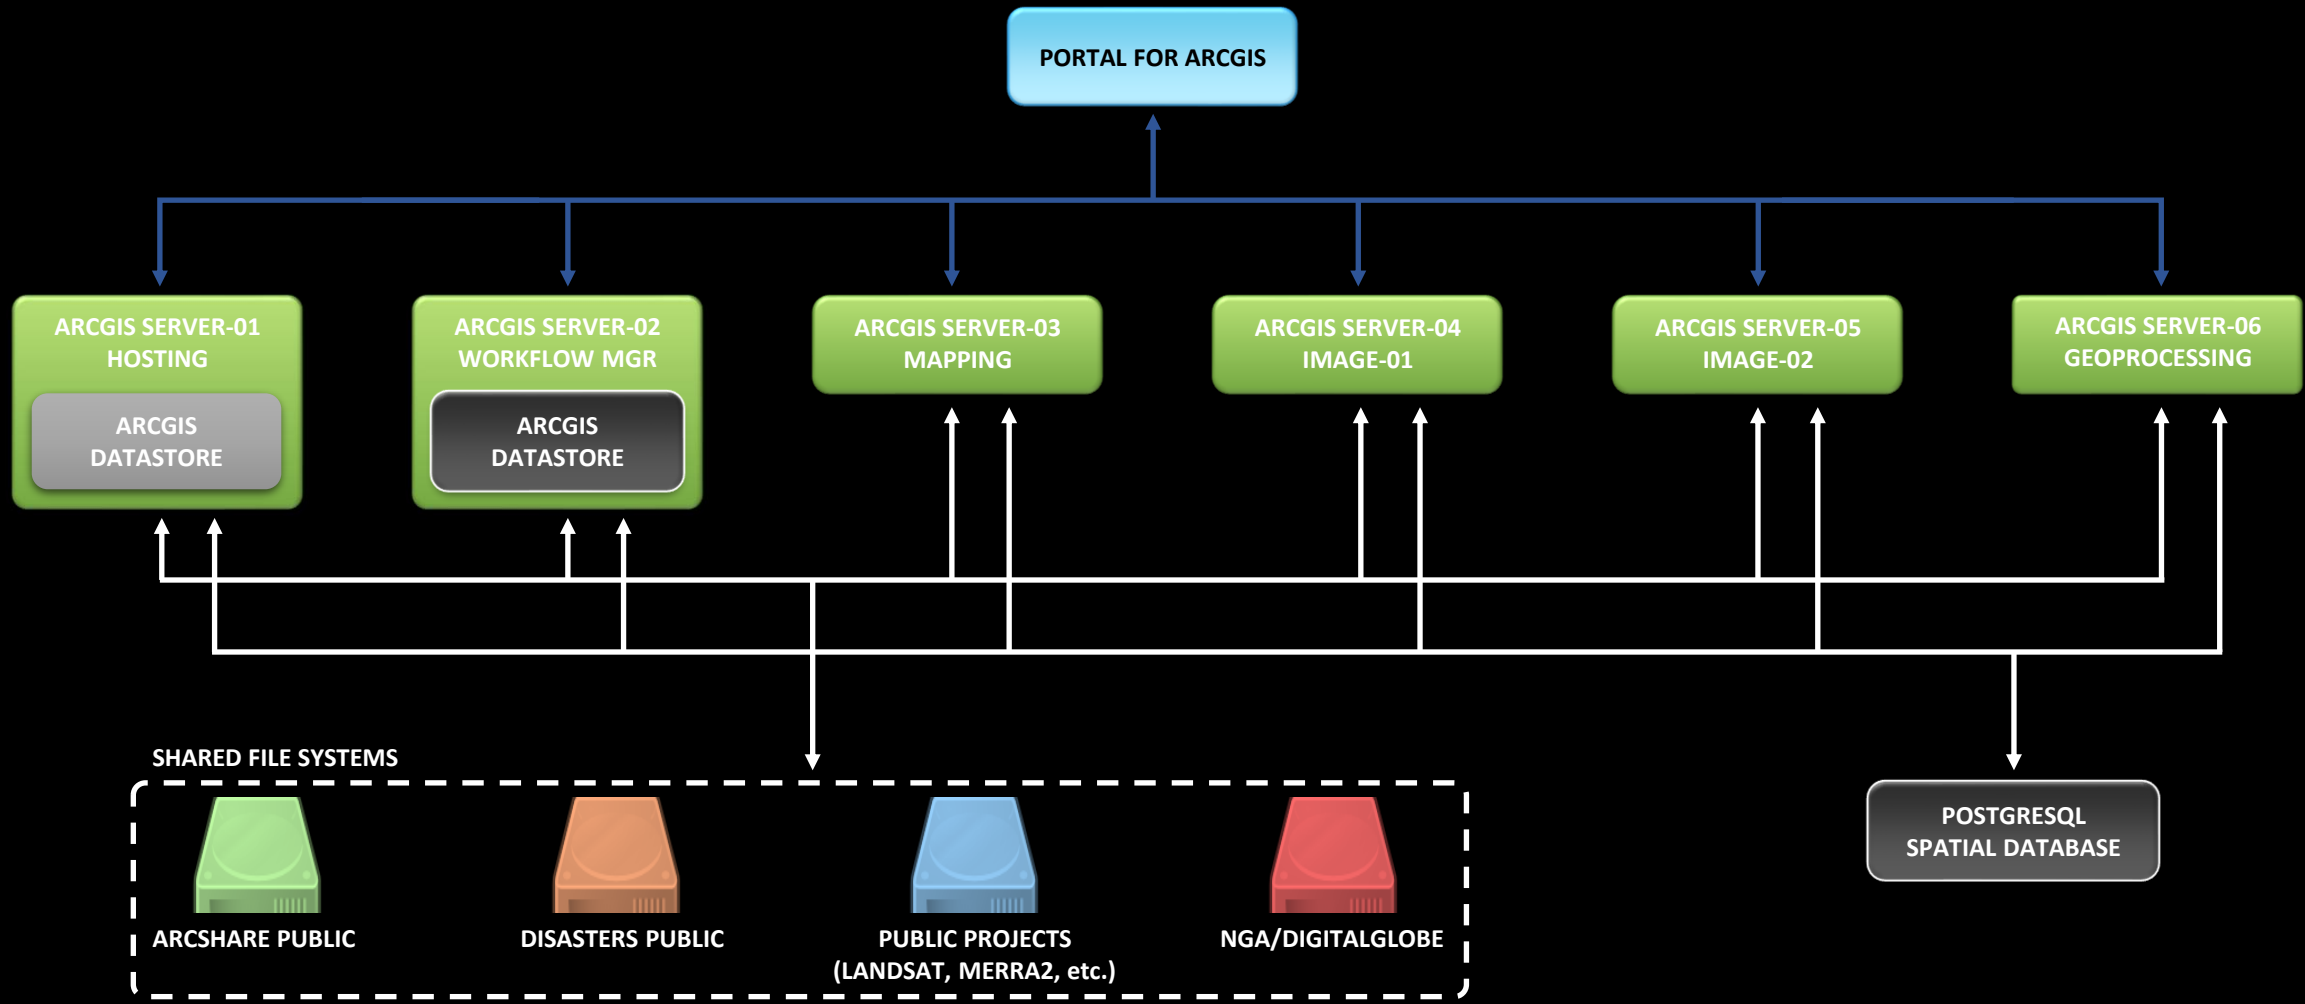 PORTAL FOR ARCGIS
ARCGIS SERVER-01
HOSTING
ARCGIS
DATASTORE
ARCGIS SERVER-02
WORKFLOW MGR
ARCGIS
DATASTORE
ARCGIS SERVER-03
MAPPING
ARCGIS SERVER-04
IMAGE-01
ARCGIS SERVER-05
IMAGE-02
ARCGIS SERVER-06
GEOPROCESSING
SHARED FILE SYSTEMS
ARCSHARE PUBLIC
DISASTERS PUBLIC
PUBLIC PROJECTS
(LANDSAT, MERRA2, etc.)
NGA/DIGITALGLOBE
POSTGRESQL
SPATIAL DATABASE